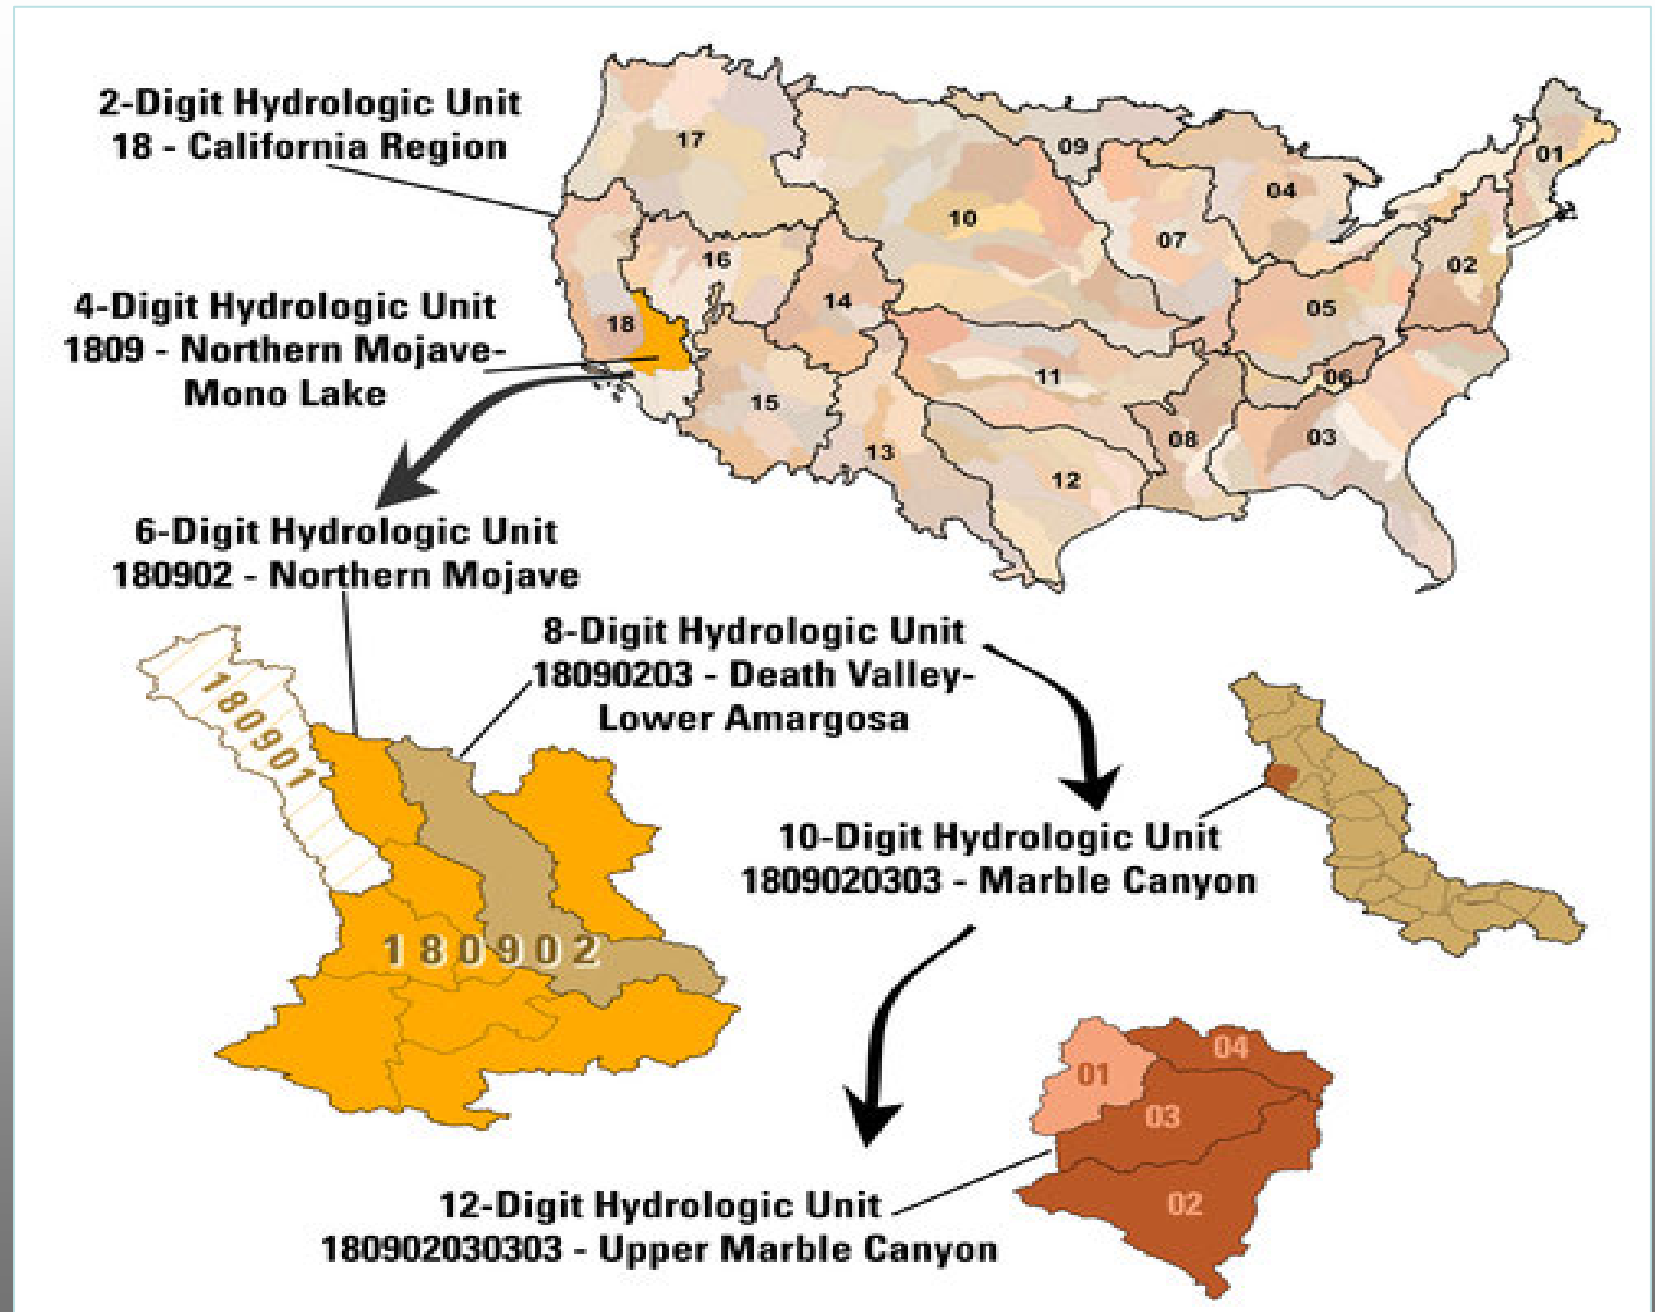 2-Digit Hydrologic Unit
18 - California Region
4-Digit Hydrologic Unit
1809 - Northern Mojave-
Mono Lake
17
09
01
04
10
07
02
16
14
05
18
11
06
15
13
08
03
12
6-Digit Hydrologic Unit
180902 - Northern Mojave
8-Digit Hydrologic Unit
18090203 - Death Valley-
Lower Amargosa
180901
180902
10-Digit Hydrologic Unit
1809020303 - Marble Canyon
04
01
03
02
12-Digit Hydrologic Unit
180902030303 - Upper Marble Canyon